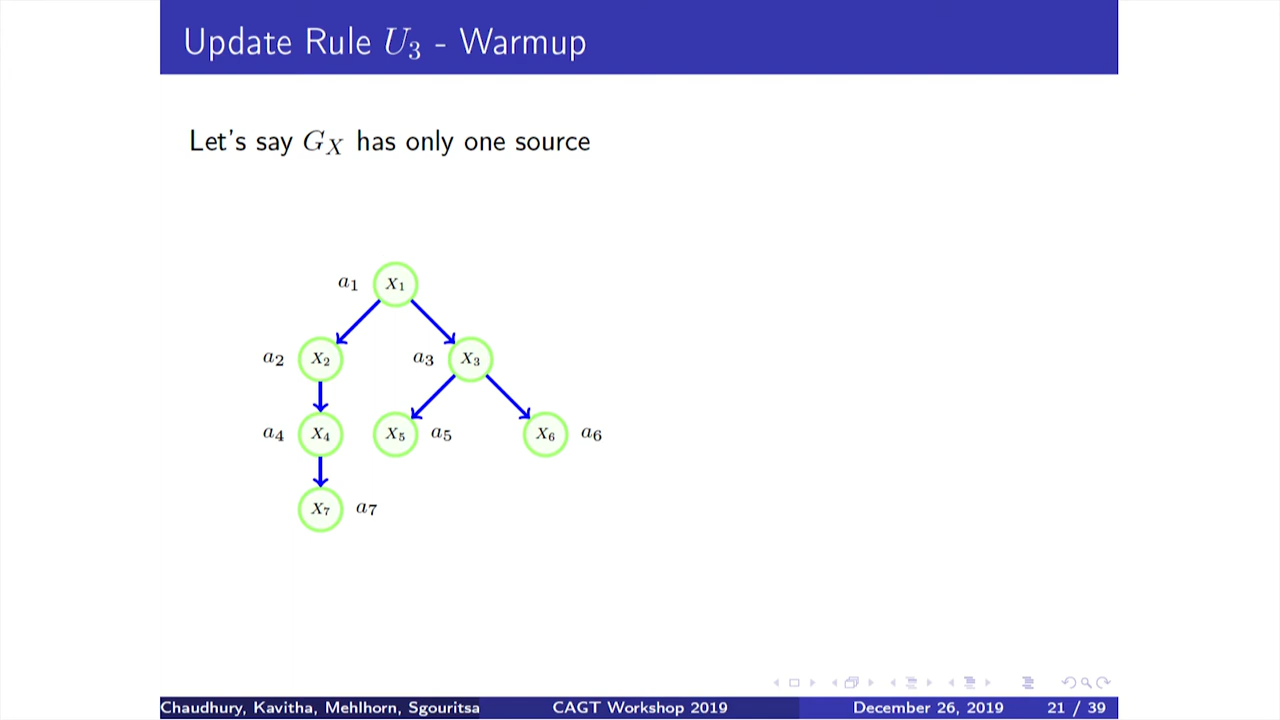 Update Rule U3 - Warmup
Let's say GX has only one source
a1 X1
a2 X2 a3 X3
a4 X4 X5 a5 X6 a6
X7 a7
Chaudhury, Kavitha, Mehlhorn, Sgouritsa CAGT Workshop 2019 December 26, 2019 21 / 39